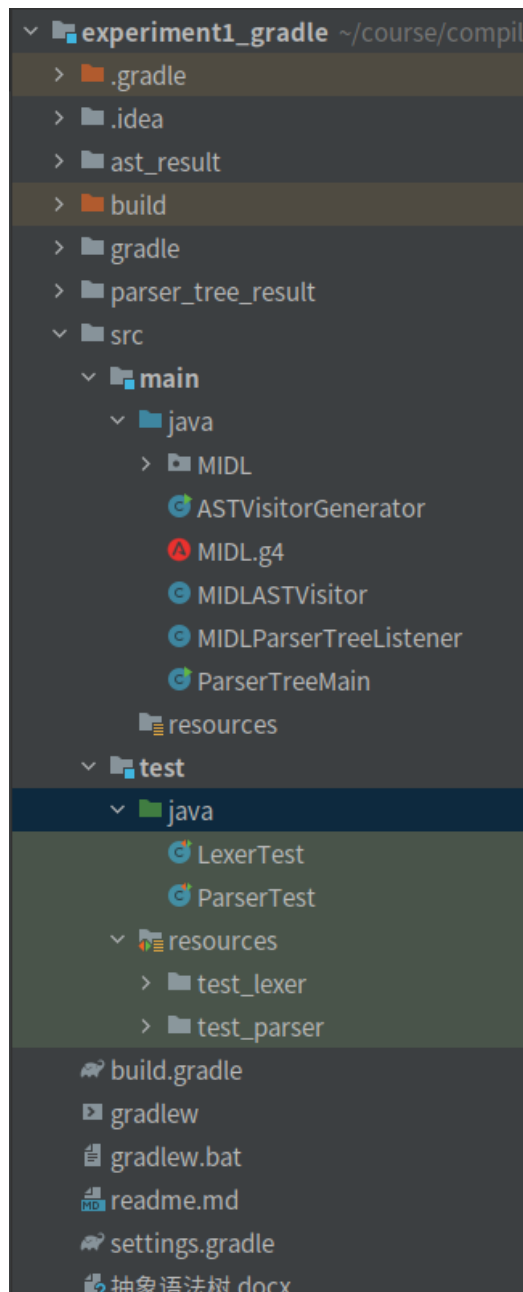 experiment1_gradle ~/course/compil
.gradle
.idea
ast_result
build
gradle
parser_tree_result
src
main
java
MIDL
ASTVisitorGenerator
MIDL.g4
MIDLASTVisitor
MIDLParserTreeListener
ParserTreeMain
resources
test
java
LexerTest
ParserTest
resources
test_lexer
test_parser
build.gradle
gradlew
gradlew.bat
readme.md
settings.gradle
抽象语法树.docx